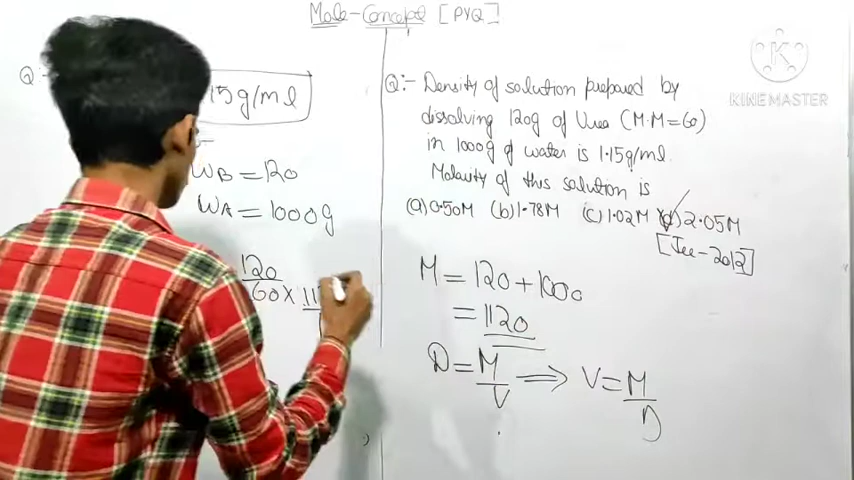 Mole-Concept [PYQ]
Q:-
1.15g/ml
WB = 120
WA = 1000g
120
60 × 11
Q:- Density of solution prepared by
dissolving 120g of Urea (M.M=60)
in 1000g of water is 1.15g/ml.
Molarity of this solution is
(a) 0.50M (b) 1.78M (c) 1.02M (d) 2.05M
[Jee-2012]
M = 120 + 1000
= 1120
D = M/V ⟹ V = M/D
K
KINEMASTER